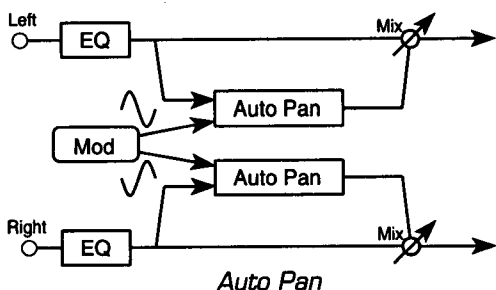 Left
EQ
Mix
Auto Pan
Mod
Auto Pan
Right
EQ
Mix
Auto Pan